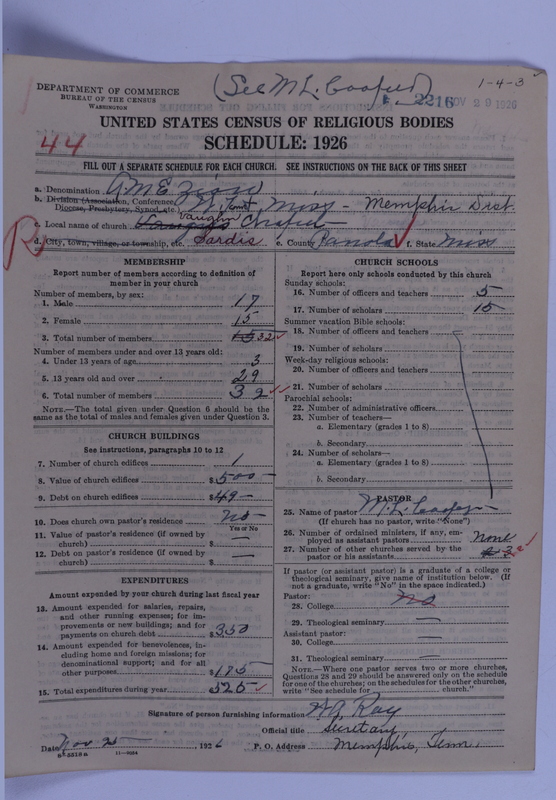 (See M. L. Cooper)
1-4-3
DEPARTMENT OF COMMERCE
BUREAU OF THE CENSUS
WASHINGTON
2216 NOV 29 1926
UNITED STATES CENSUS OF RELIGIOUS BODIES
44
SCHEDULE: 1926
FILL OUT A SEPARATE SCHEDULE FOR EACH CHURCH. SEE INSTRUCTIONS ON THE BACK OF THIS SHEET
a. Denomination A M E Zion
b. Division (Association, Conference, Diocese, Presbytery, Synod, etc.) W. Tenn Miss - Memphis Dist.
c. Local name of church Vaughn Chapel
R
d. City, town, village, or township, etc. Sardis e. County Panola f. State Miss
MEMBERSHIP
Report number of members according to definition of
member in your church
Number of members, by sex:
1. Male 17
2. Female 15
3. Total number of members 32
Number of members under and over 13 years old:
4. Under 13 years of age 3
5. 13 years old and over 29
6. Total number of members 32
NOTE.—The total given under Question 6 should be the
same as the total of males and females given under Question 3.
CHURCH BUILDINGS
See instructions, paragraphs 10 to 12
7. Number of church edifices 1
8. Value of church edifices $500
9. Debt on church edifices $49
10. Does church own pastor's residence? no
Yes or No
11. Value of pastor's residence (if owned by
church) $ —
12. Debt on pastor's residence (if owned by
church) $ —
EXPENDITURES
Amount expended by your church during last fiscal year
13. Amount expended for salaries, repairs,
and other running expenses; for im-
provements or new buildings; and for
payments on church debt $350
14. Amount expended for benevolences, in-
cluding home and foreign missions; for
denominational support; and for all
other purposes $175
15. Total expenditures during year $525
CHURCH SCHOOLS
Report here only schools conducted by this church
Sunday schools:
16. Number of officers and teachers 5
17. Number of scholars 15
Summer vacation Bible schools:
18. Number of officers and teachers
19. Number of scholars
Week-day religious schools:
20. Number of officers and teachers
21. Number of scholars
Parochial schools:
22. Number of administrative officers
23. Number of teachers—
a. Elementary (grades 1 to 8)
b. Secondary
24. Number of scholars—
a. Elementary (grades 1 to 8)
b. Secondary
PASTOR
25. Name of pastor M. L. Cooper
(If church has no pastor, write "None")
26. Number of ordained ministers, if any, em-
ployed as assistant pastors None
27. Number of other churches served by the
pastor or his assistants
If pastor (or assistant pastor) is a graduate of a college or
theological seminary, give name of institution below. (If
not a graduate, write "No" in the space indicated.)
Pastor:
28. College No
29. Theological seminary —
Assistant pastor:
30. College —
31. Theological seminary —
NOTE.—Where one pastor serves two or more churches,
Questions 28 and 29 should be answered only on the schedule
for one of the churches; on the schedules for the other churches,
write "See schedule for church."
Signature of person furnishing information H. A. Ray
Official title Secretary
Date Nov 25 1926 P. O. Address Memphis, Tenn.
11—9034